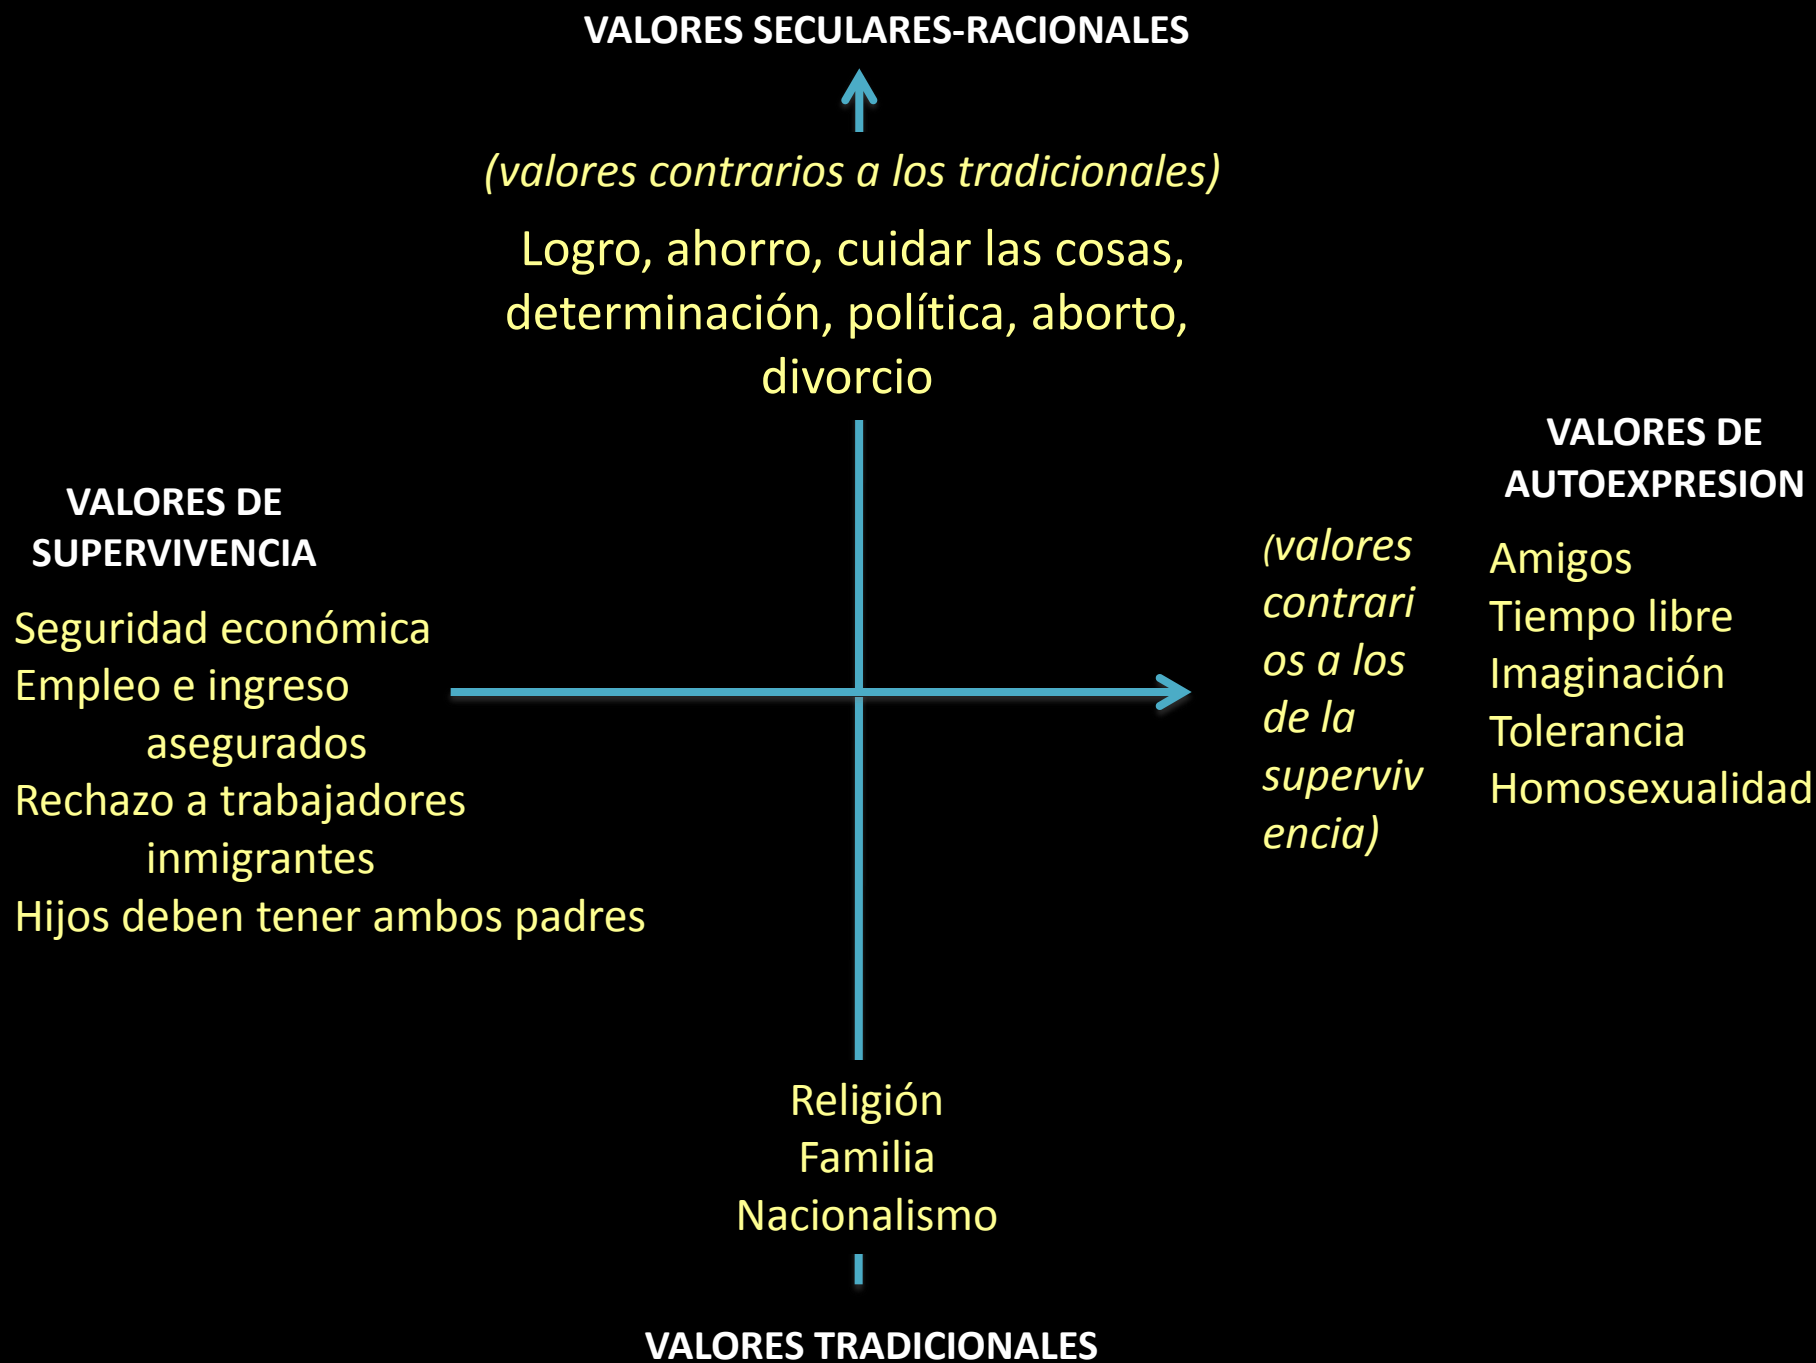 VALORES SECULARES-RACIONALES
(valores contrarios a los tradicionales)
Logro, ahorro, cuidar las cosas,
determinación, política, aborto,
divorcio
VALORES DE
SUPERVIVENCIA
Seguridad económica
Empleo e ingreso
asegurados
Rechazo a trabajadores
inmigrantes
Hijos deben tener ambos padres
(valores
contrari
os a los
de la
superviv
encia)
VALORES DE
AUTOEXPRESION
Amigos
Tiempo libre
Imaginación
Tolerancia
Homosexualidad
Religión
Familia
Nacionalismo
VALORES TRADICIONALES